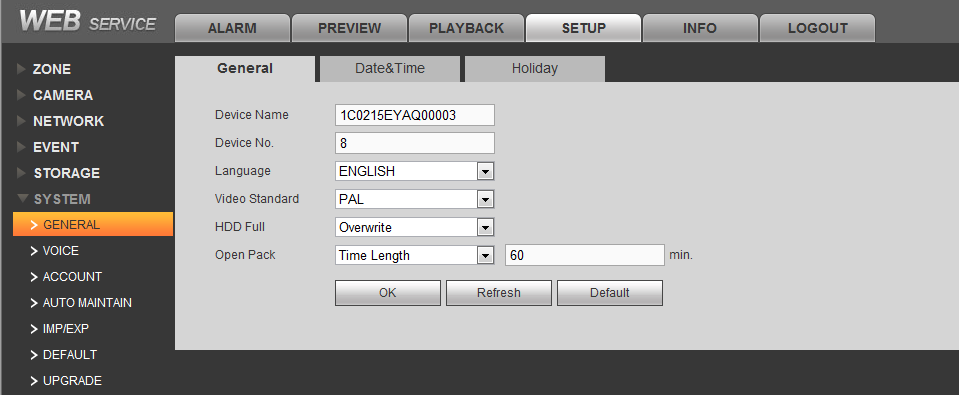 WEB SERVICE
ALARM PREVIEW PLAYBACK SETUP INFO LOGOUT
ZONE
CAMERA
NETWORK
EVENT
STORAGE
SYSTEM
GENERAL
VOICE
ACCOUNT
AUTO MAINTAIN
IMP/EXP
DEFAULT
UPGRADE
General Date&Time Holiday
Device Name 1C0215EYAQ00003
Device No. 8
Language ENGLISH
Video Standard PAL
HDD Full Overwrite
Open Pack Time Length 60 min.
OK Refresh Default